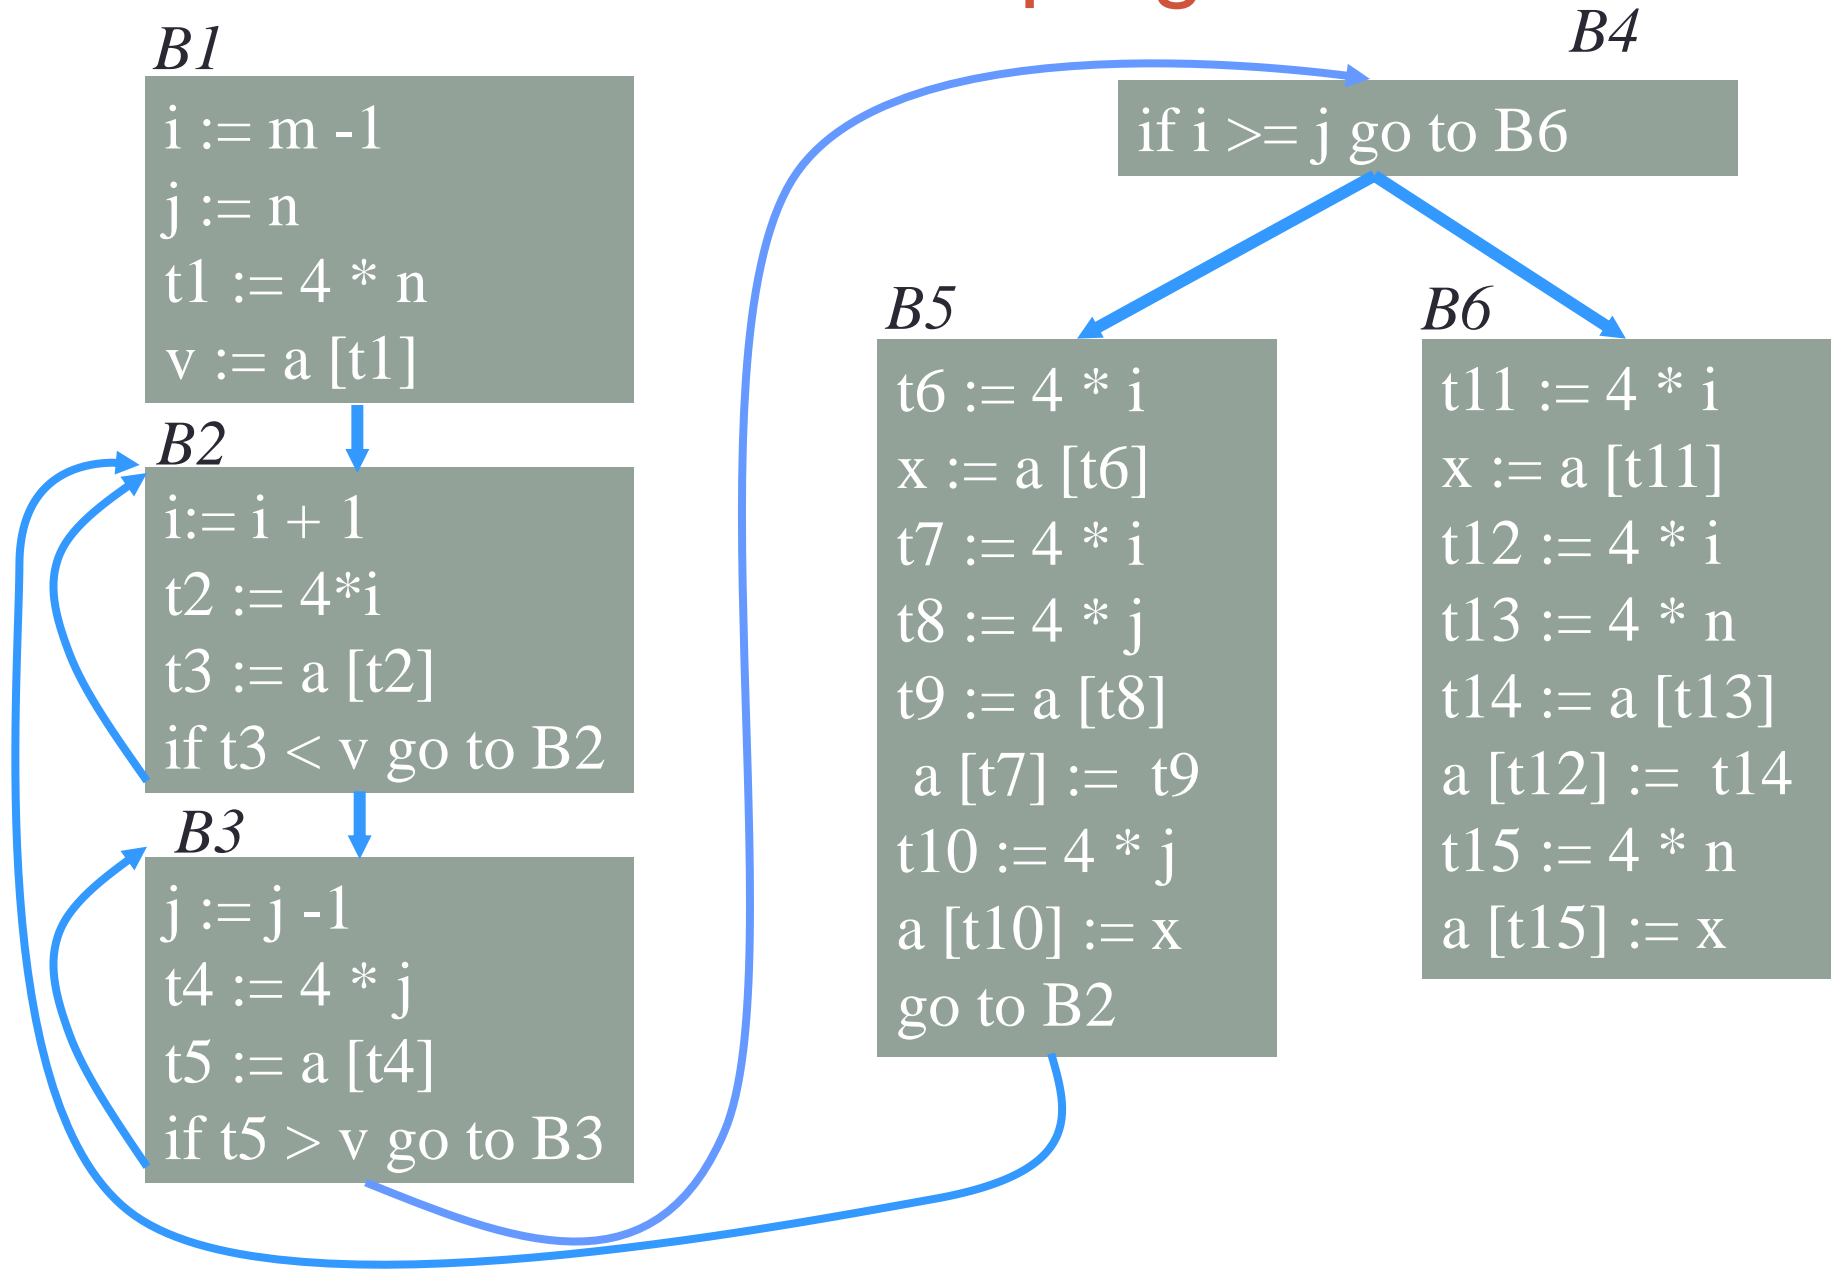 B1
i := m -1
j := n
t1 := 4 * n
v := a [t1]
B2
i:= i + 1
t2 := 4*i
t3 := a [t2]
if t3 < v go to B2
B3
j := j -1
t4 := 4 * j
t5 := a [t4]
if t5 > v go to B3
B4
if i >= j go to B6
B5
t6 := 4 * i
x := a [t6]
t7 := 4 * i
t8 := 4 * j
t9 := a [t8]
a [t7] := t9
t10 := 4 * j
a [t10] := x
go to B2
B6
t11 := 4 * i
x := a [t11]
t12 := 4 * i
t13 := 4 * n
t14 := a [t13]
a [t12] := t14
t15 := 4 * n
a [t15] := x